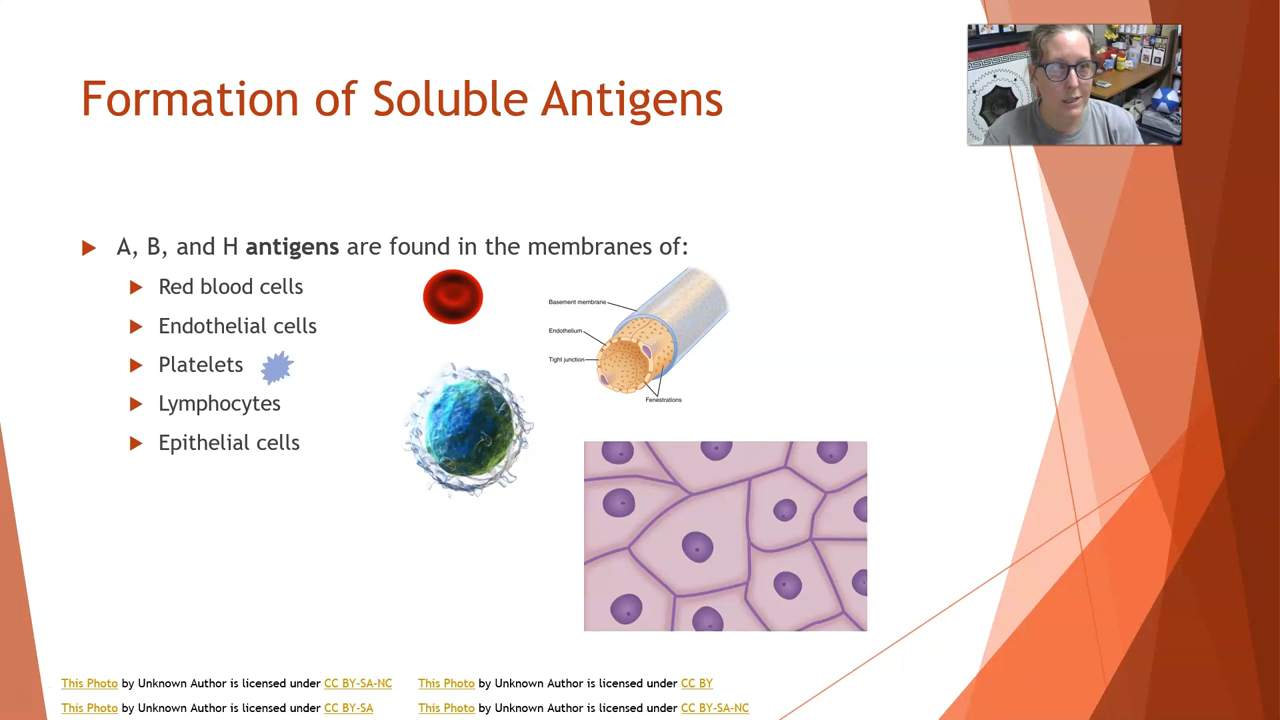 Formation of Soluble Antigens
A, B, and H antigens are found in the membranes of:
Red blood cells
Endothelial cells
Platelets
Lymphocytes
Epithelial cells
Basement membrane
Endothelium
Tight junction
Fenestrations
This Photo by Unknown Author is licensed under CC BY-SA-NC
This Photo by Unknown Author is licensed under CC BY
This Photo by Unknown Author is licensed under CC BY-SA
This Photo by Unknown Author is licensed under CC BY-SA-NC